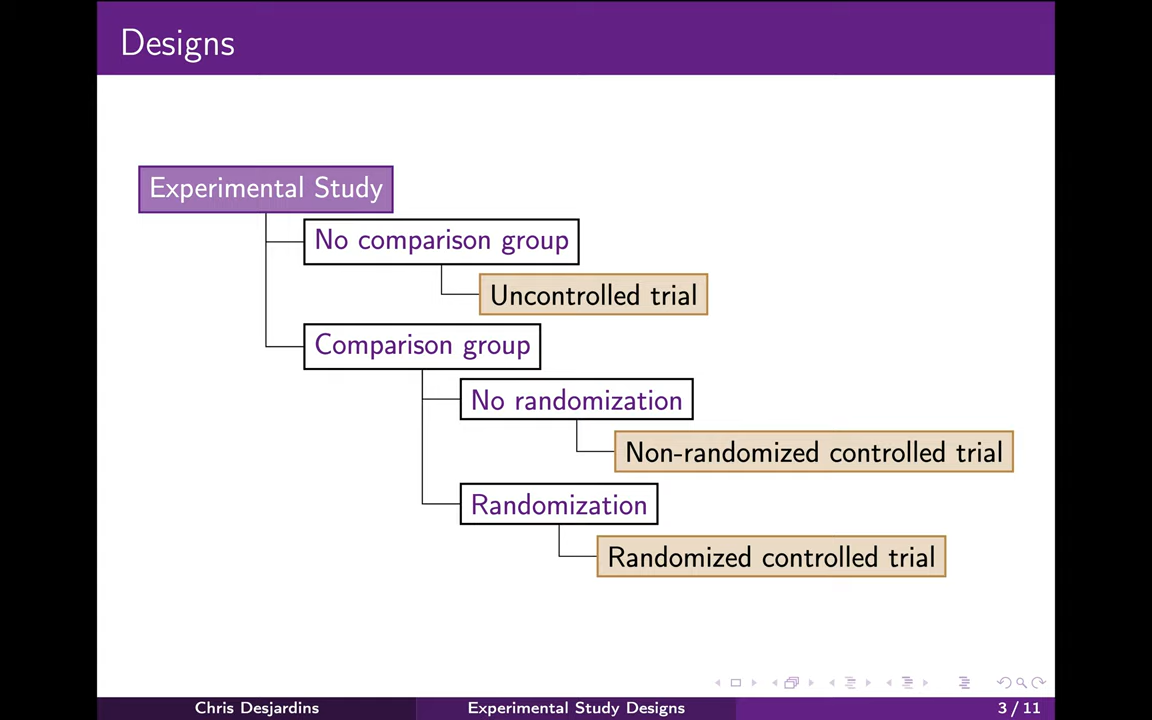 Designs
Experimental Study
No comparison group
Uncontrolled trial
Comparison group
No randomization
Non-randomized controlled trial
Randomization
Randomized controlled trial
Chris Desjardins
Experimental Study Designs
3 / 11